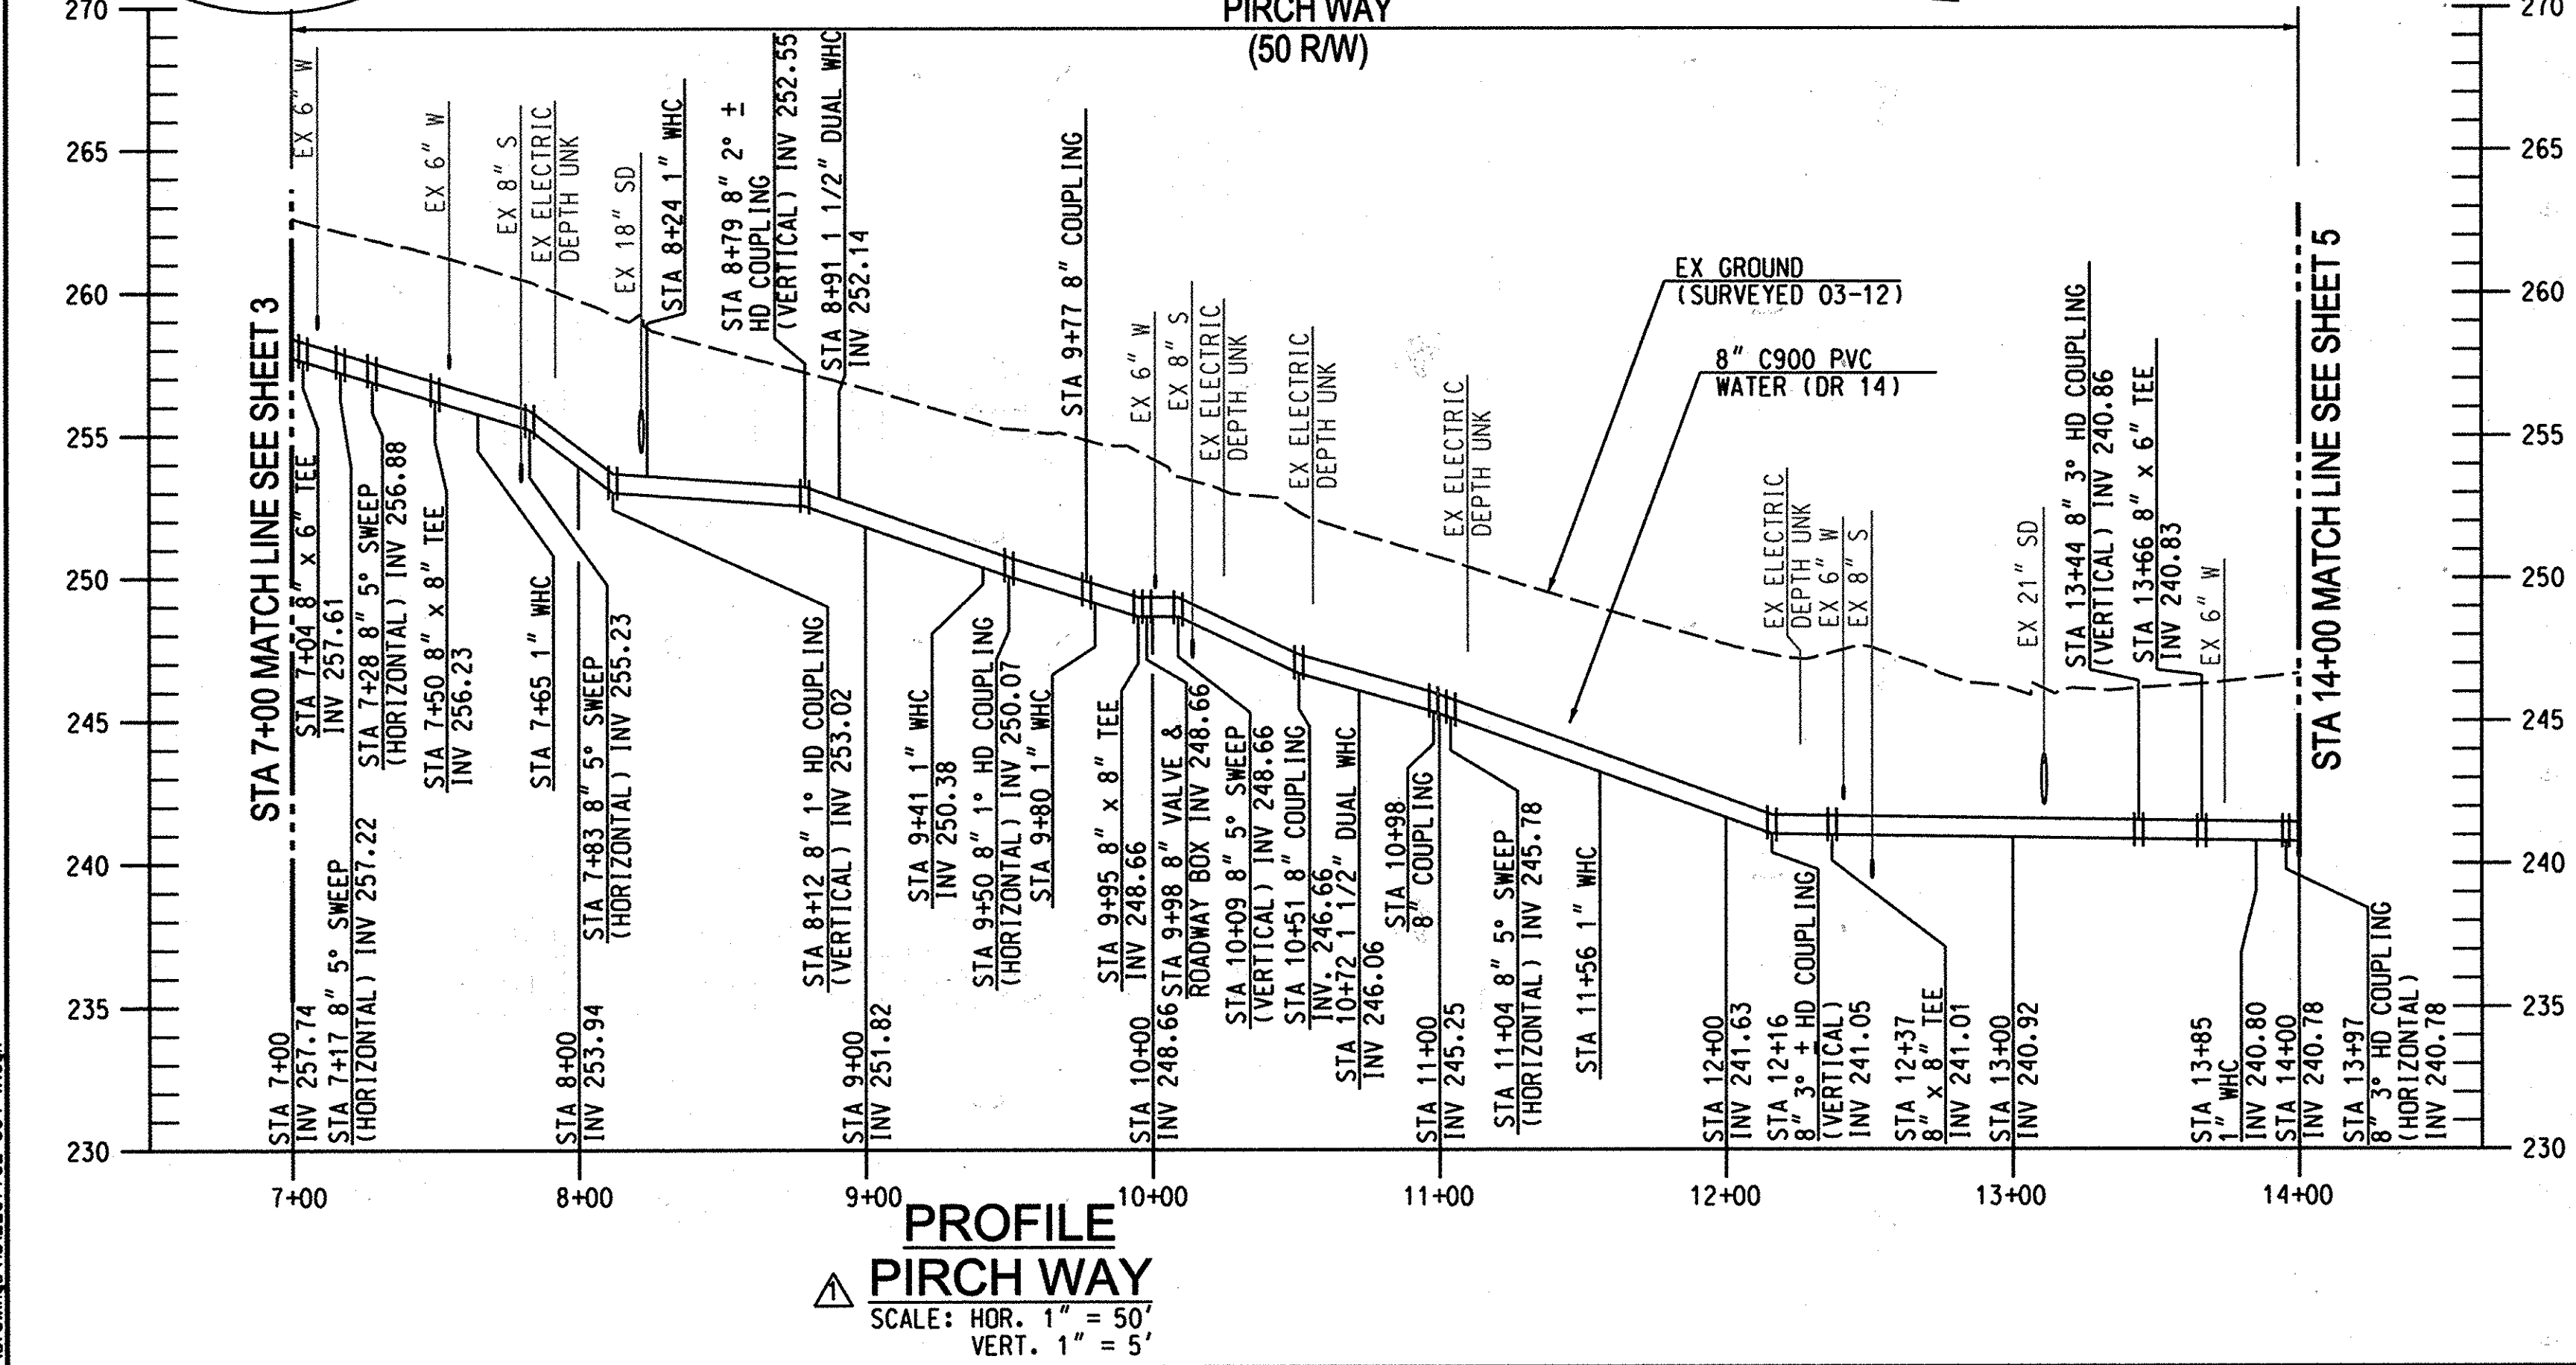 PIRCH WAY
(50 R/W)
270
265
260
255
250
245
240
235
230
270
265
260
255
250
245
240
235
230
STA 7+00 MATCH LINE SEE SHEET 3
EX 6" W
EX 6" W
EX 8" S
EX ELECTRIC
DEPTH UNK
EX 18" SD
STA 8+24 1" WHC
STA 8+79 8" 2° ±
HD COUPLING
(VERTICAL) INV 252.55
STA 8+91 1 1/2" DUAL WHC
INV 252.14
STA 9+77 8" COUPLING
EX 6" W
EX 8" S
EX ELECTRIC
DEPTH UNK
EX ELECTRIC
DEPTH UNK
EX ELECTRIC
DEPTH UNK
EX GROUND
(SURVEYED 03-12)
8" C900 PVC
WATER (DR 14)
EX ELECTRIC
DEPTH UNK
EX 6" W
EX 8" S
EX 21" SD
STA 13+44 8" 3° HD COUPLING
(VERTICAL) INV 240.86
STA 13+66 8" x 6" TEE
INV 240.83
EX 6" W
STA 14+00 MATCH LINE SEE SHEET 5
STA 7+00
INV 257.74
STA 7+04 8" x 6" TEE
INV 257.61
STA 7+17 8" 5° SWEEP
(HORIZONTAL) INV 257.22
STA 7+28 8" 5° SWEEP
(HORIZONTAL) INV 256.88
STA 7+50 8" x 8" TEE
INV 256.23
STA 7+65 1" WHC
STA 8+00
INV 253.94
STA 7+83 8" 5° SWEEP
(HORIZONTAL) INV 255.23
STA 8+12 8" 1° HD COUPLING
(VERTICAL) INV 253.02
STA 9+00
INV 251.82
STA 9+41 1" WHC
INV 250.38
STA 9+50 8" 1° HD COUPLING
(HORIZONTAL) INV 250.07
STA 9+80 1" WHC
STA 9+95 8" x 8" TEE
INV 248.66
STA 10+00
INV 248.66
STA 9+98 8" VALVE &
ROADWAY BOX INV 248.66
STA 10+09 8" 5° SWEEP
(VERTICAL) INV 248.66
STA 10+51 8" COUPLING
INV. 246.66
STA 10+72 1 1/2" DUAL WHC
INV 246.06
STA 10+98
8" COUPLING
STA 11+00
INV 245.25
STA 11+04 8" 5° SWEEP
(HORIZONTAL) INV 245.78
STA 11+56 1" WHC
STA 12+00
INV 241.63
STA 12+16
8" 3° ± HD COUPLING
(VERTICAL)
INV 241.05
STA 12+37
8" x 8" TEE
INV 241.01
STA 13+00
INV 240.92
STA 13+85
1" WHC
INV 240.80
STA 14+00
INV 240.78
STA 13+97
8" 3° HD COUPLING
(HORIZONTAL)
INV 240.78
7+00
8+00
9+00
10+00
11+00
12+00
13+00
14+00
PROFILE
1 PIRCH WAY
SCALE: HOR. 1" = 50'
VERT. 1" = 5'